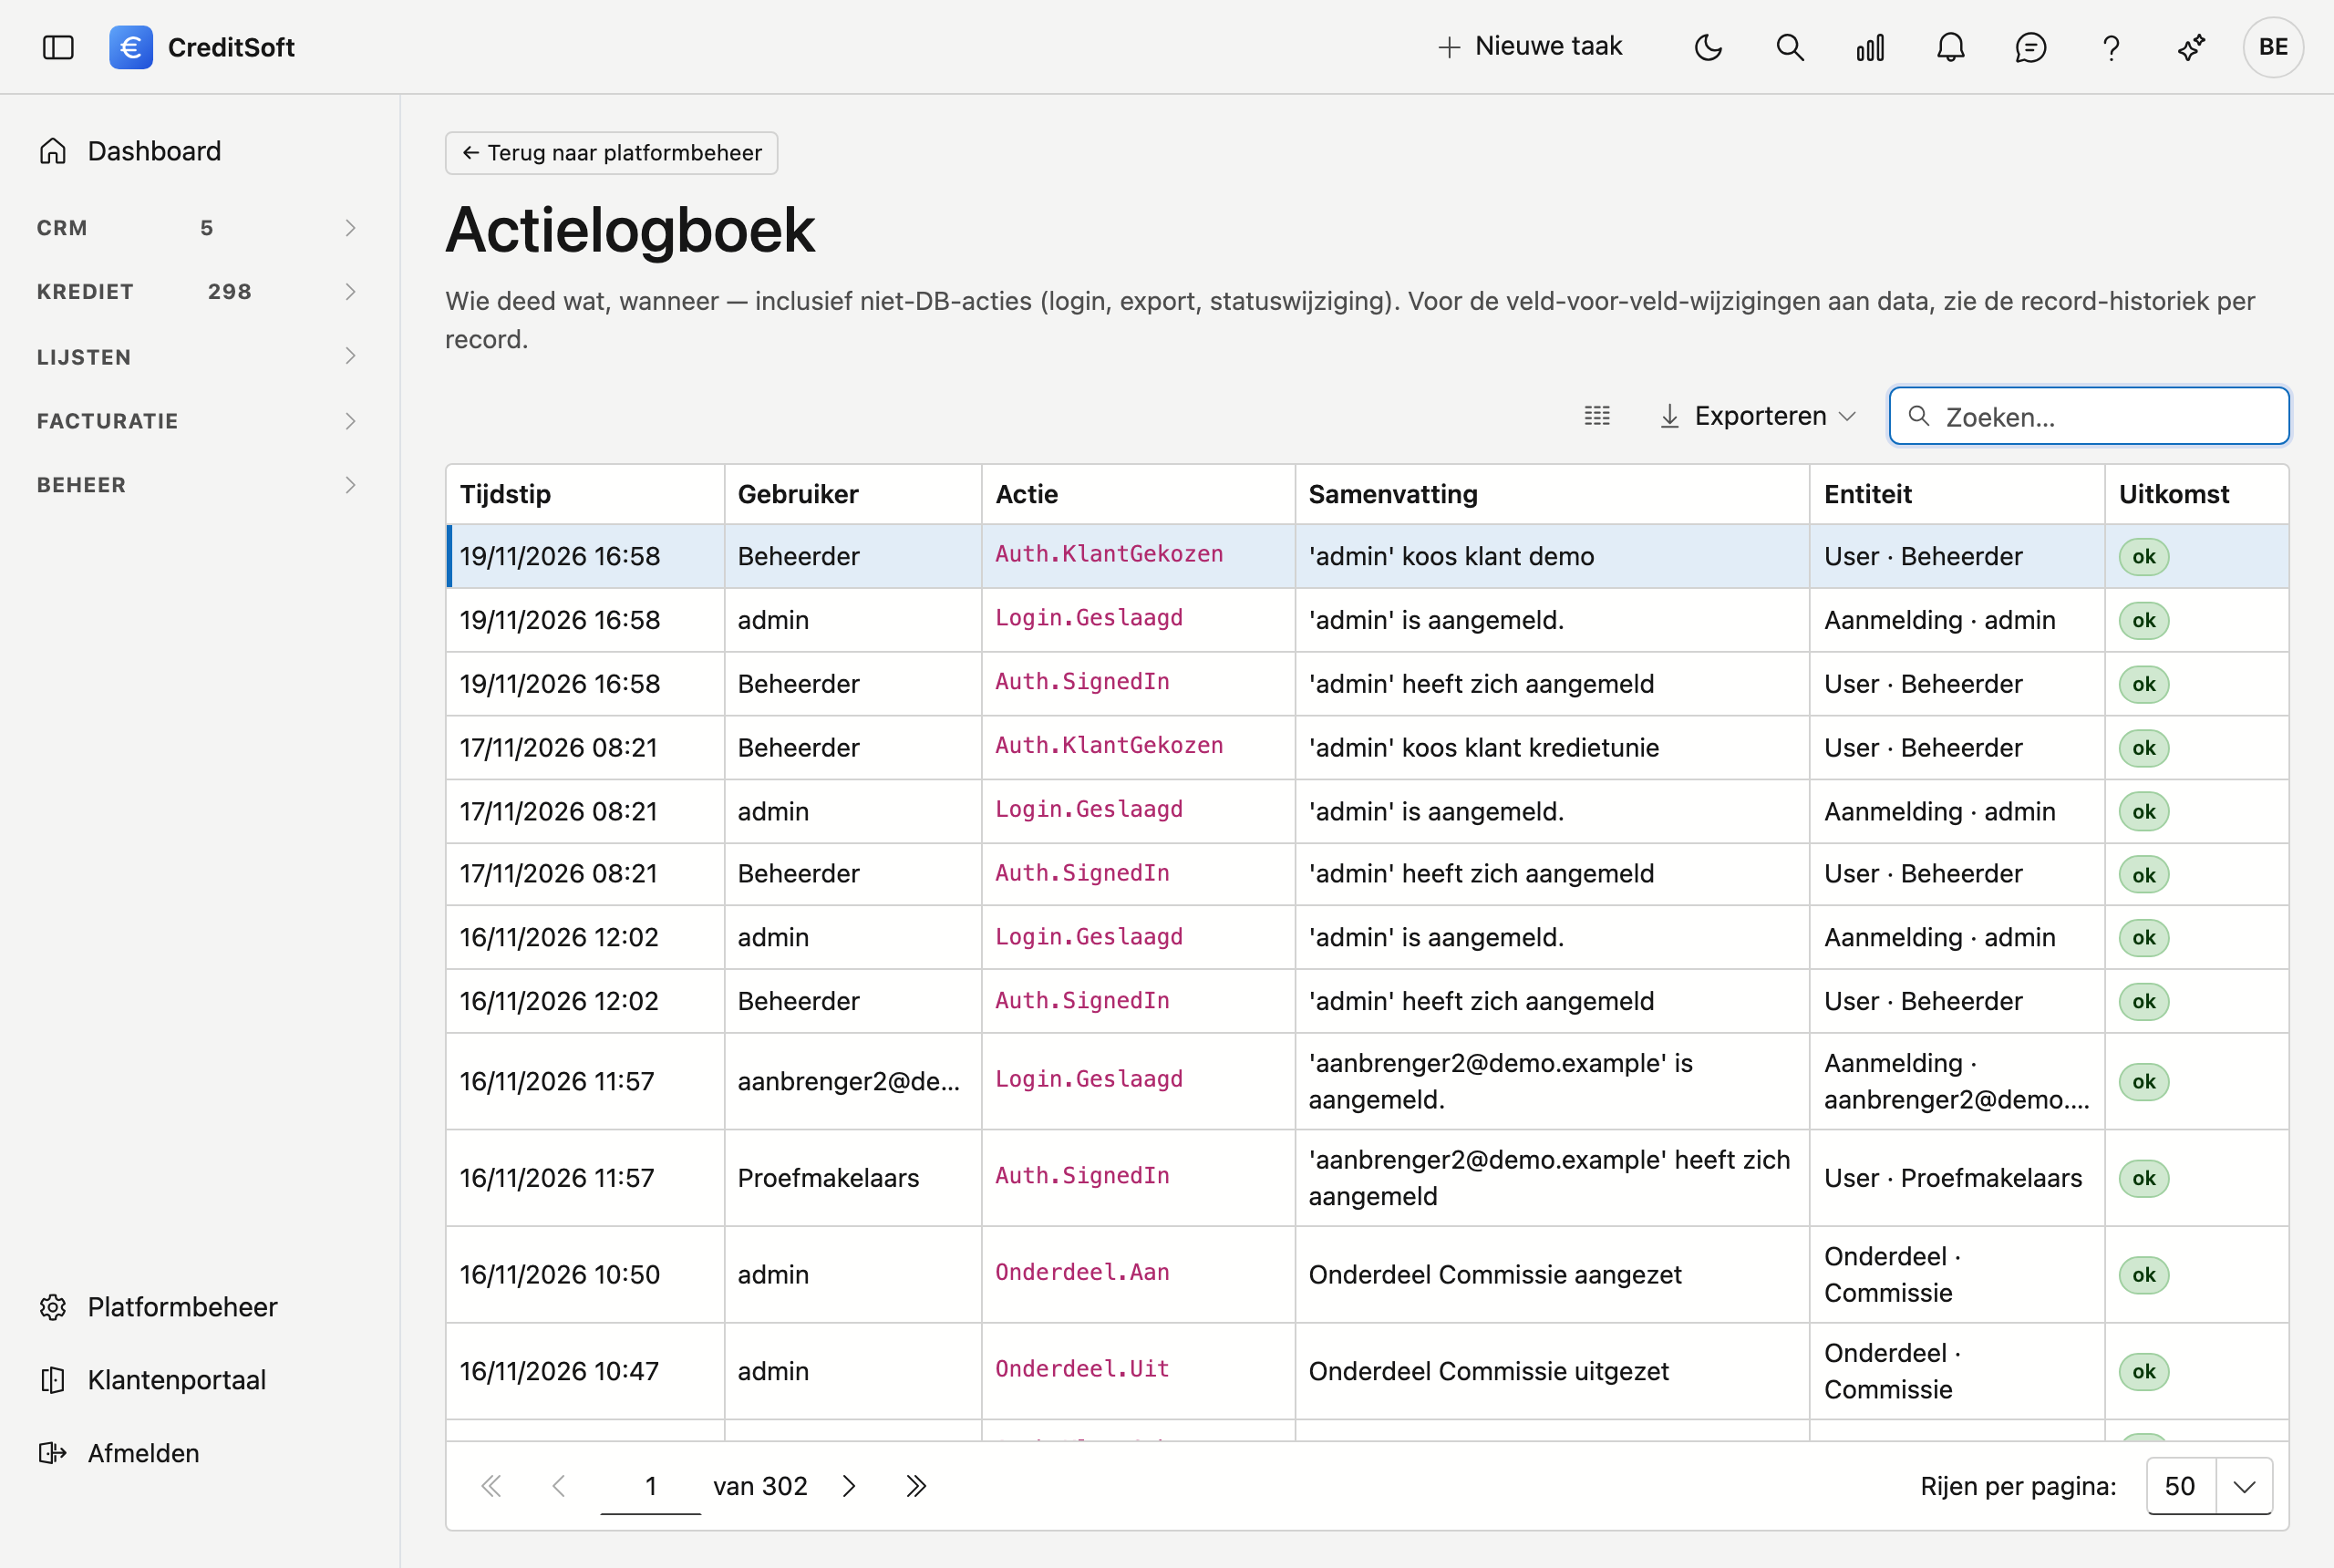 CreditSoft
Nieuwe taak
BE
Dashboard
CRM 5
KREDIET 298
LIJSTEN
FACTURATIE
BEHEER
Platformbeheer
Klantenportaal
Afmelden
← Terug naar platformbeheer
Actielogboek
Wie deed wat, wanneer — inclusief niet-DB-acties (login, export, statuswijziging). Voor de veld-voor-veld-wijzigingen aan data, zie de record-historiek per
record.
Exporteren
Zoeken...
Tijdstip Gebruiker Actie Samenvatting Entiteit Uitkomst
19/11/2026 16:58 Beheerder Auth.KlantGekozen 'admin' koos klant demo User · Beheerder ok
19/11/2026 16:58 admin Login.Geslaagd 'admin' is aangemeld. Aanmelding · admin ok
19/11/2026 16:58 Beheerder Auth.SignedIn 'admin' heeft zich aangemeld User · Beheerder ok
17/11/2026 08:21 Beheerder Auth.KlantGekozen 'admin' koos klant kredietunie User · Beheerder ok
17/11/2026 08:21 admin Login.Geslaagd 'admin' is aangemeld. Aanmelding · admin ok
17/11/2026 08:21 Beheerder Auth.SignedIn 'admin' heeft zich aangemeld User · Beheerder ok
16/11/2026 12:02 admin Login.Geslaagd 'admin' is aangemeld. Aanmelding · admin ok
16/11/2026 12:02 Beheerder Auth.SignedIn 'admin' heeft zich aangemeld User · Beheerder ok
16/11/2026 11:57 aanbrenger2@de... Login.Geslaagd 'aanbrenger2@demo.example' is
aangemeld. Aanmelding ·
aanbrenger2@demo.... ok
16/11/2026 11:57 Proefmakelaars Auth.SignedIn 'aanbrenger2@demo.example' heeft zich
aangemeld User · Proefmakelaars ok
16/11/2026 10:50 admin Onderdeel.Aan Onderdeel Commissie aangezet Onderdeel ·
Commissie ok
16/11/2026 10:47 admin Onderdeel.Uit Onderdeel Commissie uitgezet Onderdeel ·
Commissie ok
1 van 302
Rijen per pagina: 50